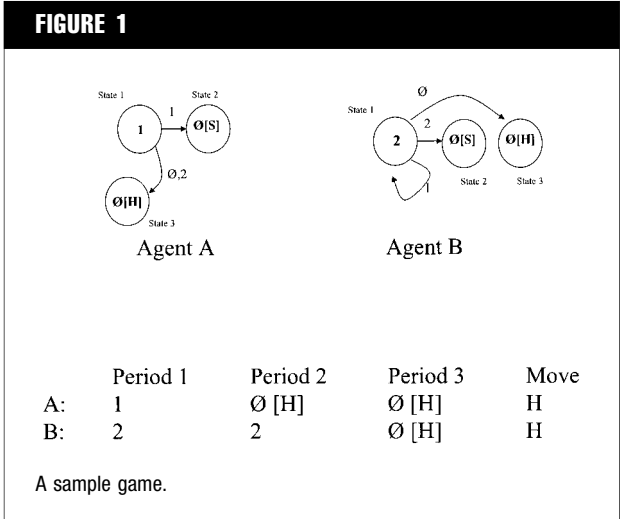 FIGURE 1
State 1
State 2
1
1
Ø[S]
Ø,2
Ø[H]
State 3
Agent A
Ø
State 1
2
2
Ø[S]
Ø[H]
1
State 2
State 3
Agent B
Period 1 Period 2 Period 3 Move
A: 1 Ø [H] Ø [H] H
B: 2 2 Ø [H] H
A sample game.